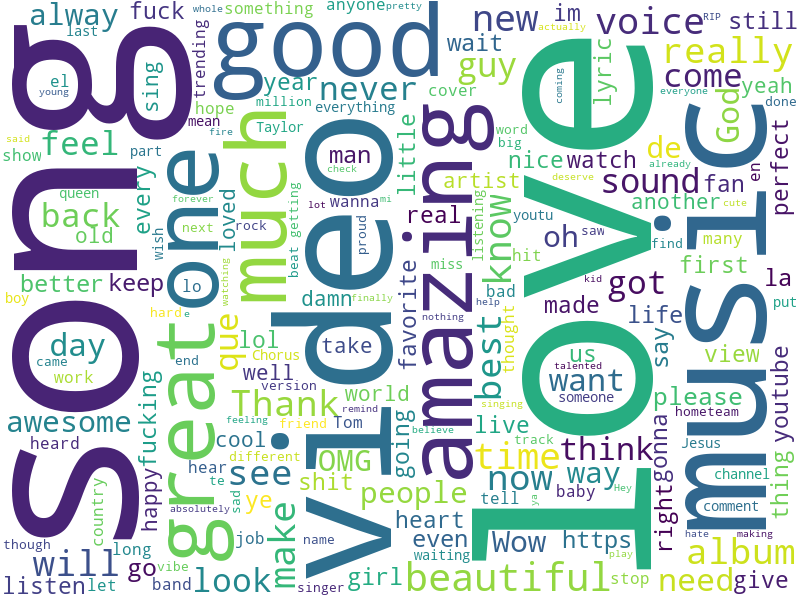 song
good
I love
video
music
amazing
great
much
one
alway
fuck
last
whole
something
anyone
pretty
new
im
voice
RIP
still
actually
wait
guy
lyric
really
come
yeah
everyone
done
el
young
sing
trending
year
never
hope
million
cover
mean
fire
Taylor
everything
coming
God
said
feel
show
part
every
man
check
little
word
big
nice
watch
de
already
perfect
queen
back
old
forever
next
wish
loved
rock
lot
wanna
proud
mi
artist
real
know
listening
deserve
sound
fan
en
another
cute
youtu
oh
saw
find
many
better
keep
lo
watching
beat
getting
miss
hit
first
la
boy
hard
e
damn
finally
favorite
bad
kid
got
put
day
came
work
end
que
lol
Chorus
take
nothing
help
best
thought
made
life
us
say
view
talented
want
someone
well
version
Thank
world
remind
Tom
singing
please
hometeam
youtube
awesome
heard
fucking
happy
cool
feeling
friend
different
going
believe
live
track
time
think
gonna
Jesus
thing
hear
te
see
OMG
shit
people
now
way
channel
country
absolutely
sad
ye
tell
baby
Hey
ya
right
comment
though
long
job
make
name
heart
even
waiting
Wow
https
play
hate
making
will
go
vibe
album
listen
let
band
look
singer
girl
beautiful
stop
need
give